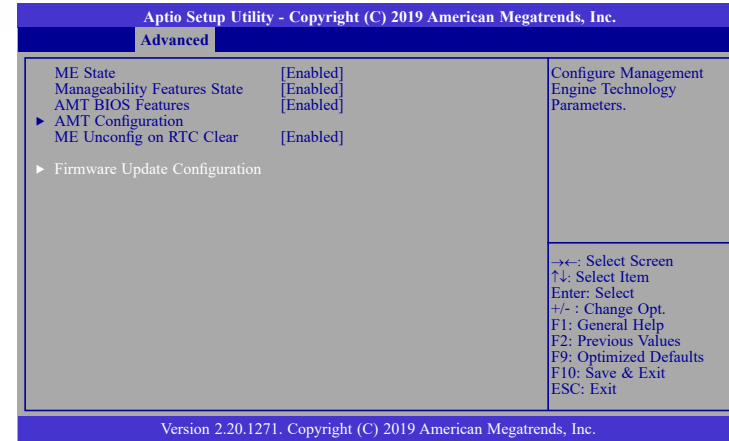 Aptio Setup Utility - Copyright (C) 2019 American Megatrends, Inc.
Advanced
ME State [Enabled]
Manageability Features State [Enabled]
AMT BIOS Features [Enabled]
► AMT Configuration
ME Unconfig on RTC Clear [Enabled]
► Firmware Update Configuration
Configure Management
Engine Technology
Parameters.
→←: Select Screen
↑↓: Select Item
Enter: Select
+/- : Change Opt.
F1: General Help
F2: Previous Values
F9: Optimized Defaults
F10: Save & Exit
ESC: Exit
Version 2.20.1271. Copyright (C) 2019 American Megatrends, Inc.